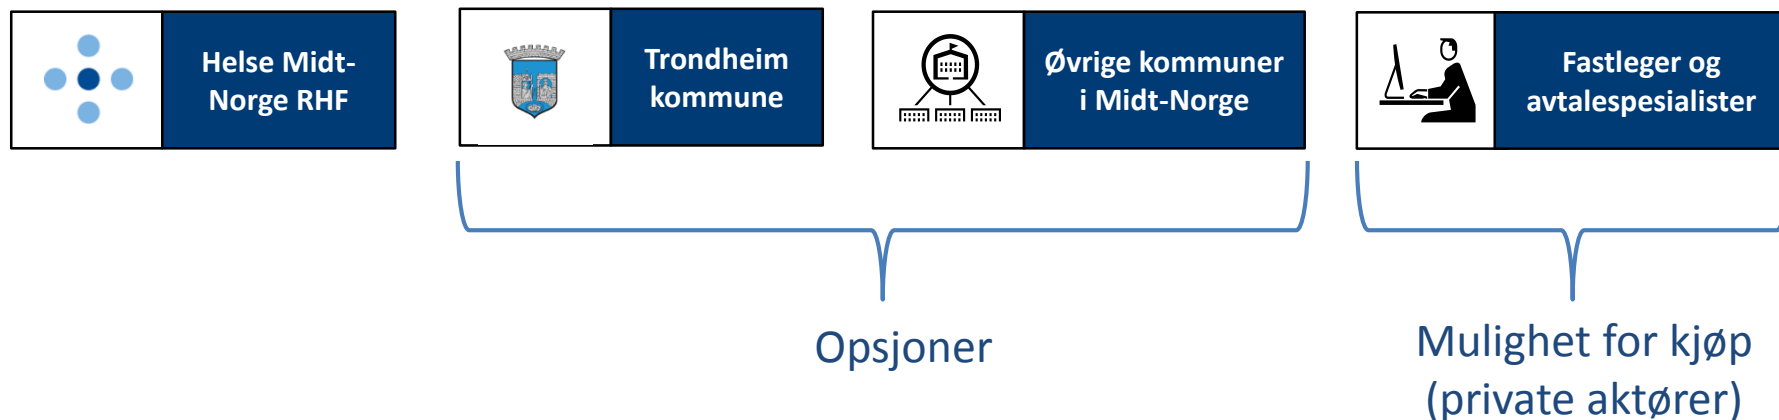 Helse Midt-
Norge RHF
Trondheim
kommune
Øvrige kommuner
i Midt-Norge
Fastleger og
avtalespesialister
Opsjoner
Mulighet for kjøp
(private aktører)